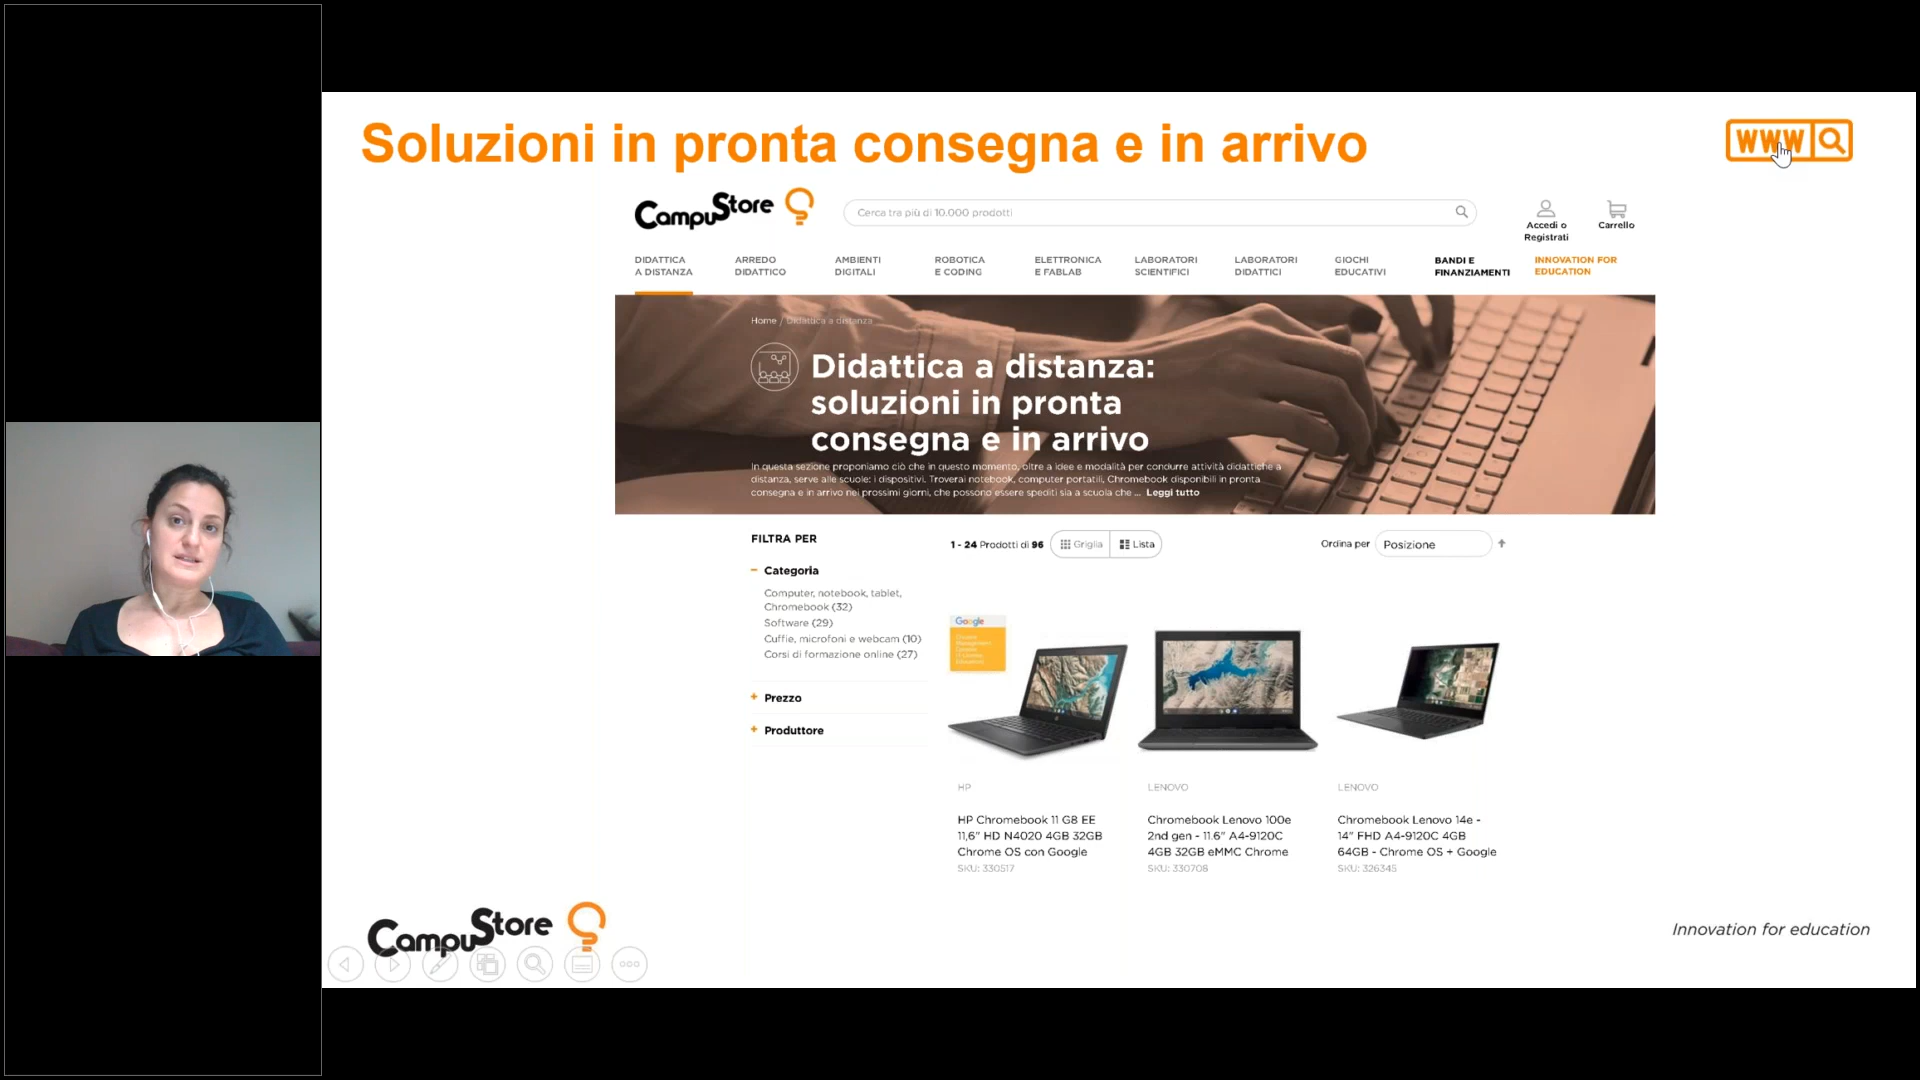 Soluzioni in pronta consegna e in arrivo
WWW
CampuStore
Cerca tra più di 10.000 prodotti
Accedi o
Registrati
Carrello
DIDATTICA
A DISTANZA
ARREDO
DIDATTICO
AMBIENTI
DIGITALI
ROBOTICA
E CODING
ELETTRONICA
E FABLAB
LABORATORI
SCIENTIFICI
LABORATORI
DIDATTICI
GIOCHI
EDUCATIVI
BANDI E
FINANZIAMENTI
INNOVATION FOR
EDUCATION
Home / Didattica a distanza
Didattica a distanza:
soluzioni in pronta
consegna e in arrivo
In questa sezione proponiamo ciò che in questo momento, oltre a idee e modalità per condurre attività didattiche a
distanza, serve alle scuole: i dispositivi. Troverai notebook, computer portatili, Chromebook disponibili in pronta
consegna e in arrivo nei prossimi giorni, che possono essere spediti sia a scuola che ... Leggi tutto
FILTRA PER
Categoria
Computer, notebook, tablet,
Chromebook (32)
Software (29)
Cuffie, microfoni e webcam (10)
Corsi di formazione online (27)
Prezzo
Produttore
1 - 24 Prodotti di 96
Griglia
Lista
Ordina per
Posizione
Google
HP
HP Chromebook 11 G8 EE
11,6" HD N4020 4GB 32GB
Chrome OS con Google
SKU: 330517
LENOVO
Chromebook Lenovo 100e
2nd gen - 11.6" A4-9120C
4GB 32GB eMMC Chrome
SKU: 330708
LENOVO
Chromebook Lenovo 14e -
14" FHD A4-9120C 4GB
64GB - Chrome OS + Google
SKU: 326345
CampuStore
Innovation for education